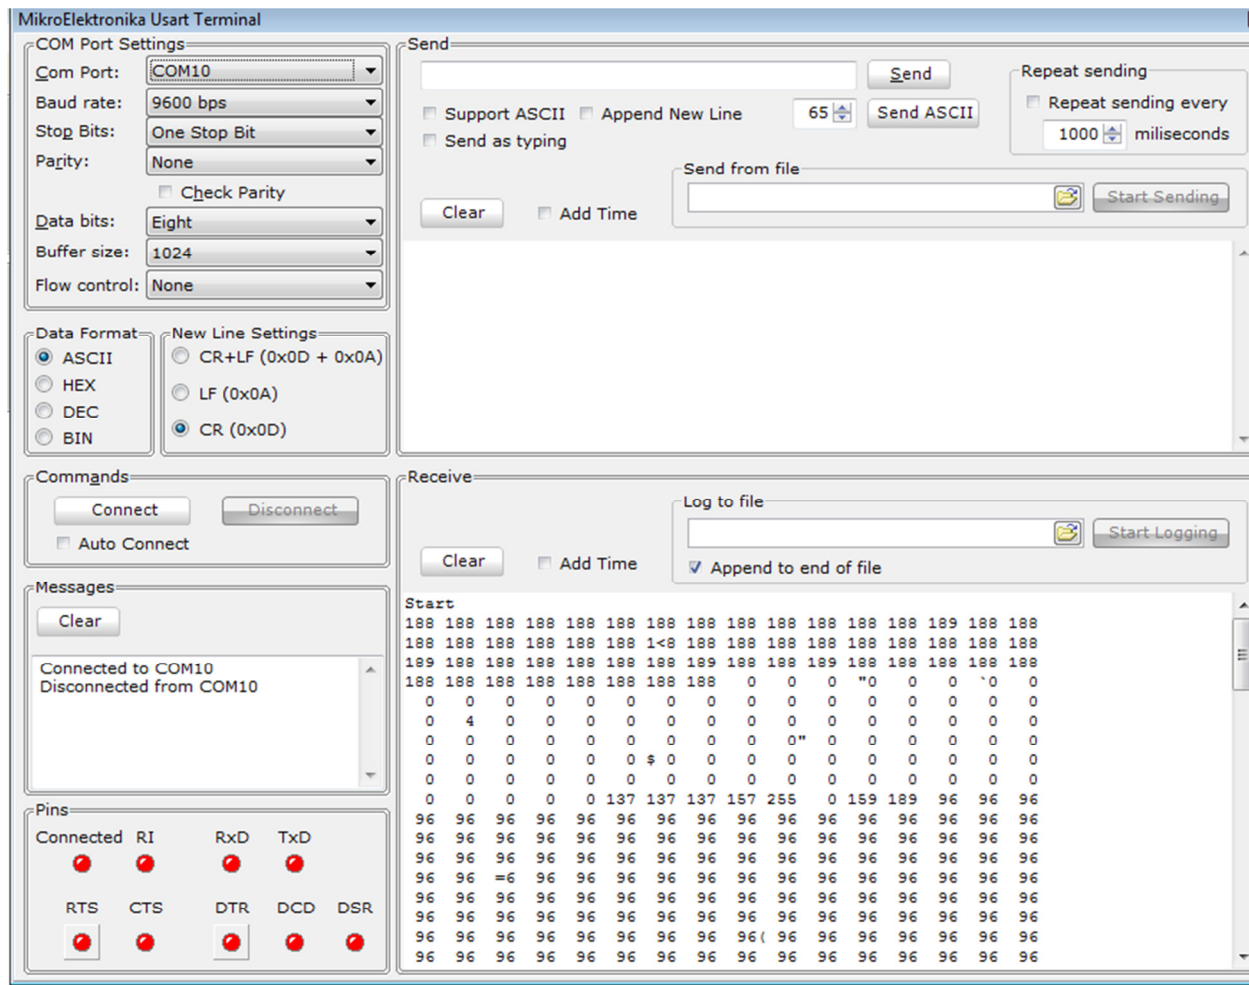 MikroElektronika Usart Terminal
COM Port Settings
Com Port: COM10
Baud rate: 9600 bps
Stop Bits: One Stop Bit
Parity: None
Check Parity
Data bits: Eight
Buffer size: 1024
Flow control: None
Data Format
ASCII
HEX
DEC
BIN
New Line Settings
CR+LF (0x0D + 0x0A)
LF (0x0A)
CR (0x0D)
Commands
Connect Disconnect
Auto Connect
Messages
Clear
Connected to COM10
Disconnected from COM10
Pins
Connected RI RxD TxD
RTS CTS DTR DCD DSR
Send
Send
Support ASCII Append New Line 65 Send ASCII
Send as typing
Repeat sending
Repeat sending every
1000 miliseconds
Send from file
Start Sending
Clear Add Time
Receive
Log to file
Start Logging
Clear Add Time
Append to end of file
Start
188 188 188 188 188 188 188 188 188 188 188 188 188 189 188 188
188 188 188 188 188 188 1<8 188 188 188 188 188 188 188 188 188
189 188 188 188 188 188 188 189 188 188 189 188 188 188 188 188
188 188 188 188 188 188 188 188 0 0 0 "0 0 0 `0 0
0 0 0 0 0 0 0 0 0 0 0 0 0 0 0 0
0 4 0 0 0 0 0 0 0 0 0 0 0 0 0 0
0 0 0 0 0 0 0 0 0 0" 0 0 0 0 0 0
0 0 0 0 0 0 $ 0 0 0 0 0 0 0 0 0 0
0 0 0 0 0 0 0 0 0 0 0 0 0 0 0 0
0 0 0 0 0 137 137 137 157 255 0 159 189 96 96 96
96 96 96 96 96 96 96 96 96 96 96 96 96 96 96 96
96 96 96 96 96 96 96 96 96 96 96 96 96 96 96 96
96 96 96 96 96 96 96 96 96 96 96 96 96 96 96 96
96 96 =6 96 96 96 96 96 96 96 96 96 96 96 96 96
96 96 96 96 96 96 96 96 96 96 96 96 96 96 96 96
96 96 96 96 96 96 96 96 96 96 96 96 96 96 96 96
96 96 96 96 96 96 96 96 96( 96 96 96 96 96 96 96
96 96 96 96 96 96 96 96 96 96 96 96 96 96 96 96